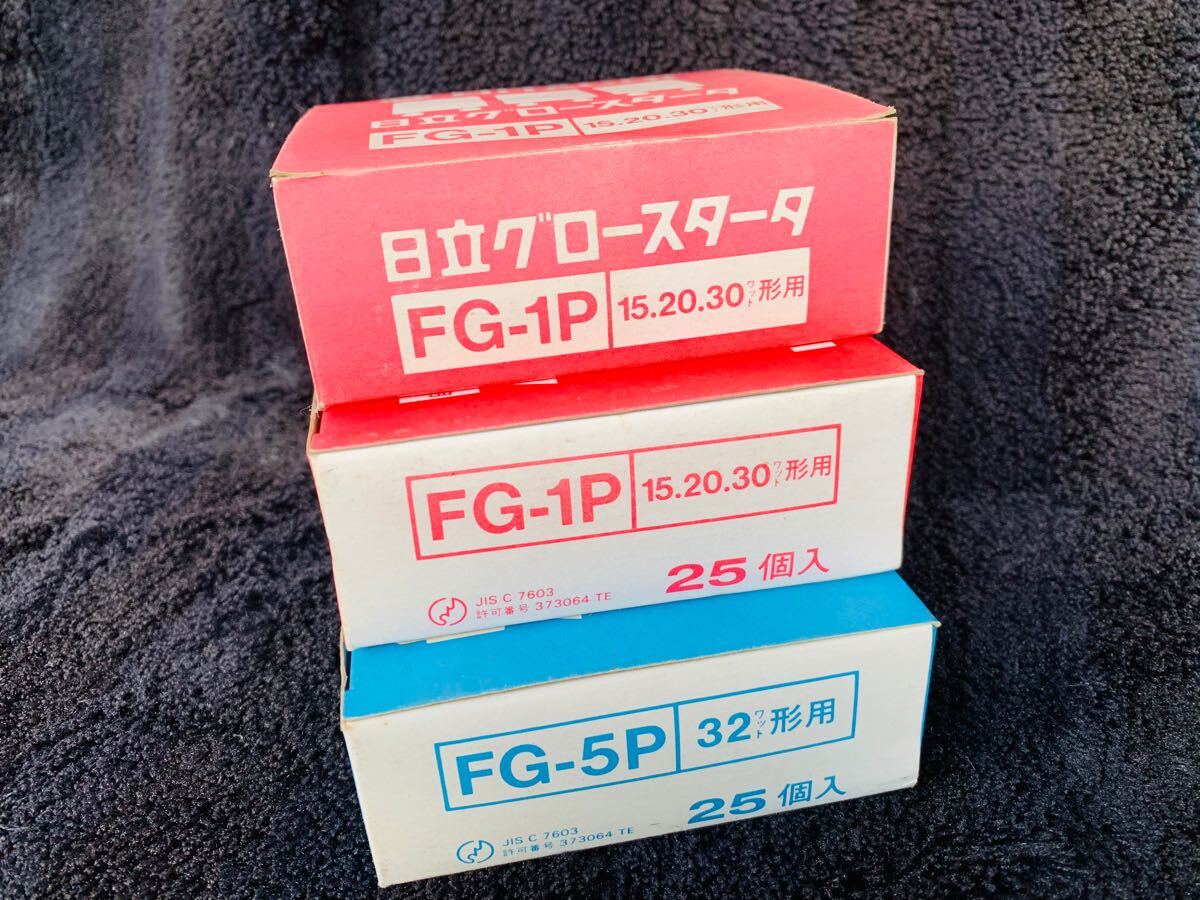 日立グロースタータ
FG-1P 15.20.30ワット形用
日立グロースタータ
FG-1P 15.20.30ワット形用
FG-1P 15.20.30ワット形用
25個入
JIS C 7603
許可番号 373064 TE
FG-5P 32ワット形用
25個入
JIS C 7603
許可番号 373064 TE